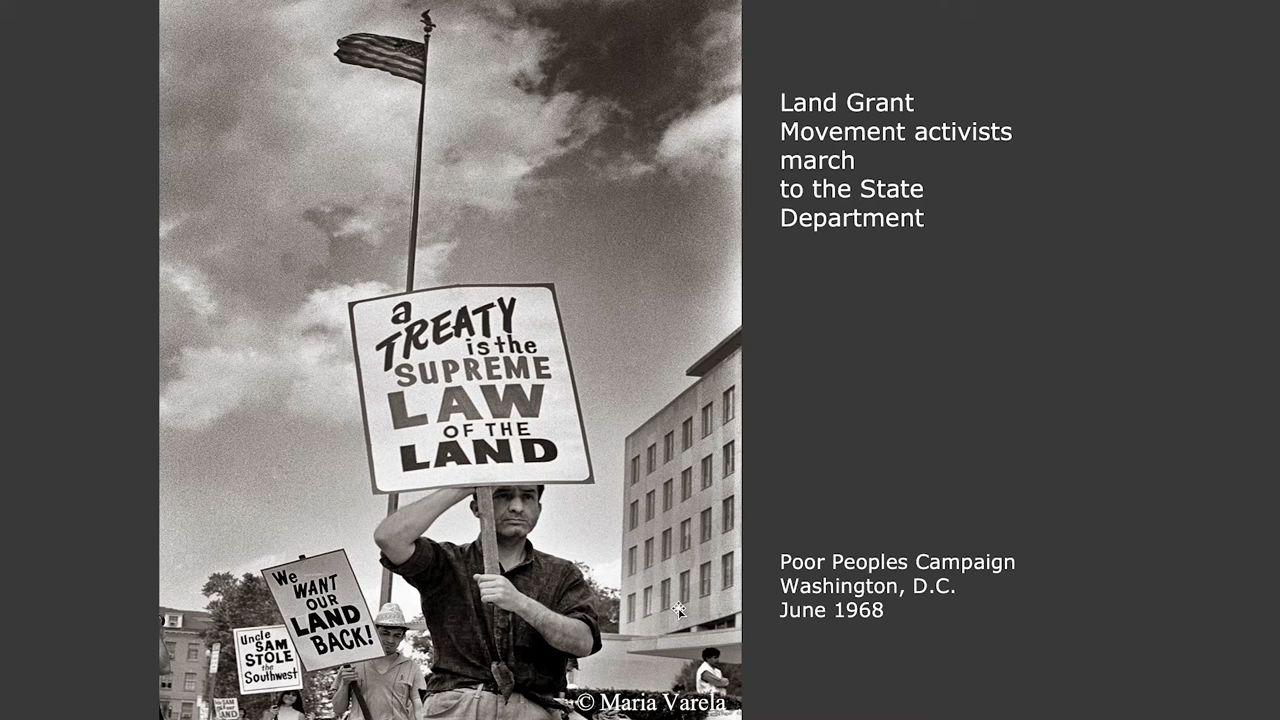 Land Grant
Movement activists
march
to the State
Department
a
TREATY
is the
SUPREME
LAW
OF THE
LAND
We
WANT
OUR
LAND
BACK!
Uncle
SAM
STOLE
the
Southwest
LAND
Poor Peoples Campaign
Washington, D.C.
June 1968
© Maria Varela